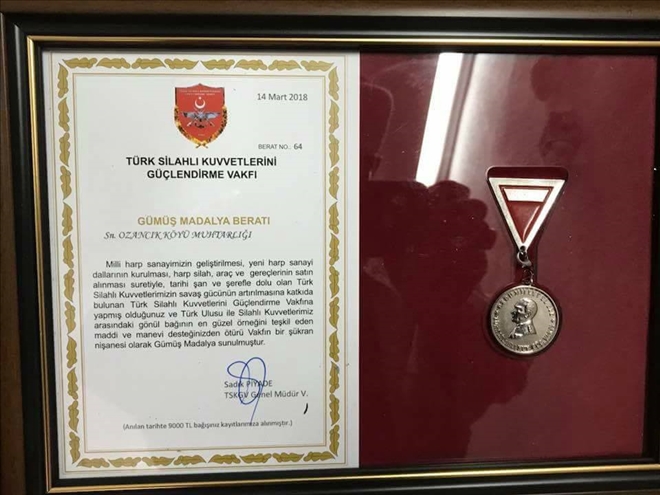 14 Mart 2018
BERAT NO.: 64
TÜRK SİLAHLI KUVVETLERİNİ
GÜÇLENDİRME VAKFI
GÜMÜŞ MADALYA BERATI
Sn. OZANCIK KÖYÜ MUHTARLIĞI
Milli harp sanayimizin geliştirilmesi, yeni harp sanayi
dallarının kurulması, harp silah, araç ve gereçlerinin satın
alınması suretiyle, tarihi şan ve şerefle dolu olan Türk
Silahlı Kuvvetlerimizin savaş gücünün artırılmasına katkıda
bulunan Türk Silahlı Kuvvetlerini Güçlendirme Vakfına
yapmış olduğunuz ve Türk Ulusu ile Silahlı Kuvvetlerimiz
arasındaki gönül bağının en güzel örneğini teşkil eden
maddi ve manevi desteğinizden ötürü Vakfın bir şükran
nişanesi olarak Gümüş Madalya sunulmuştur.
Sadık PİYADE
TSKGV Genel Müdür V.
(Anılan tarihte 9000 TL bağışınız kayıtlarımıza alınmıştır.)